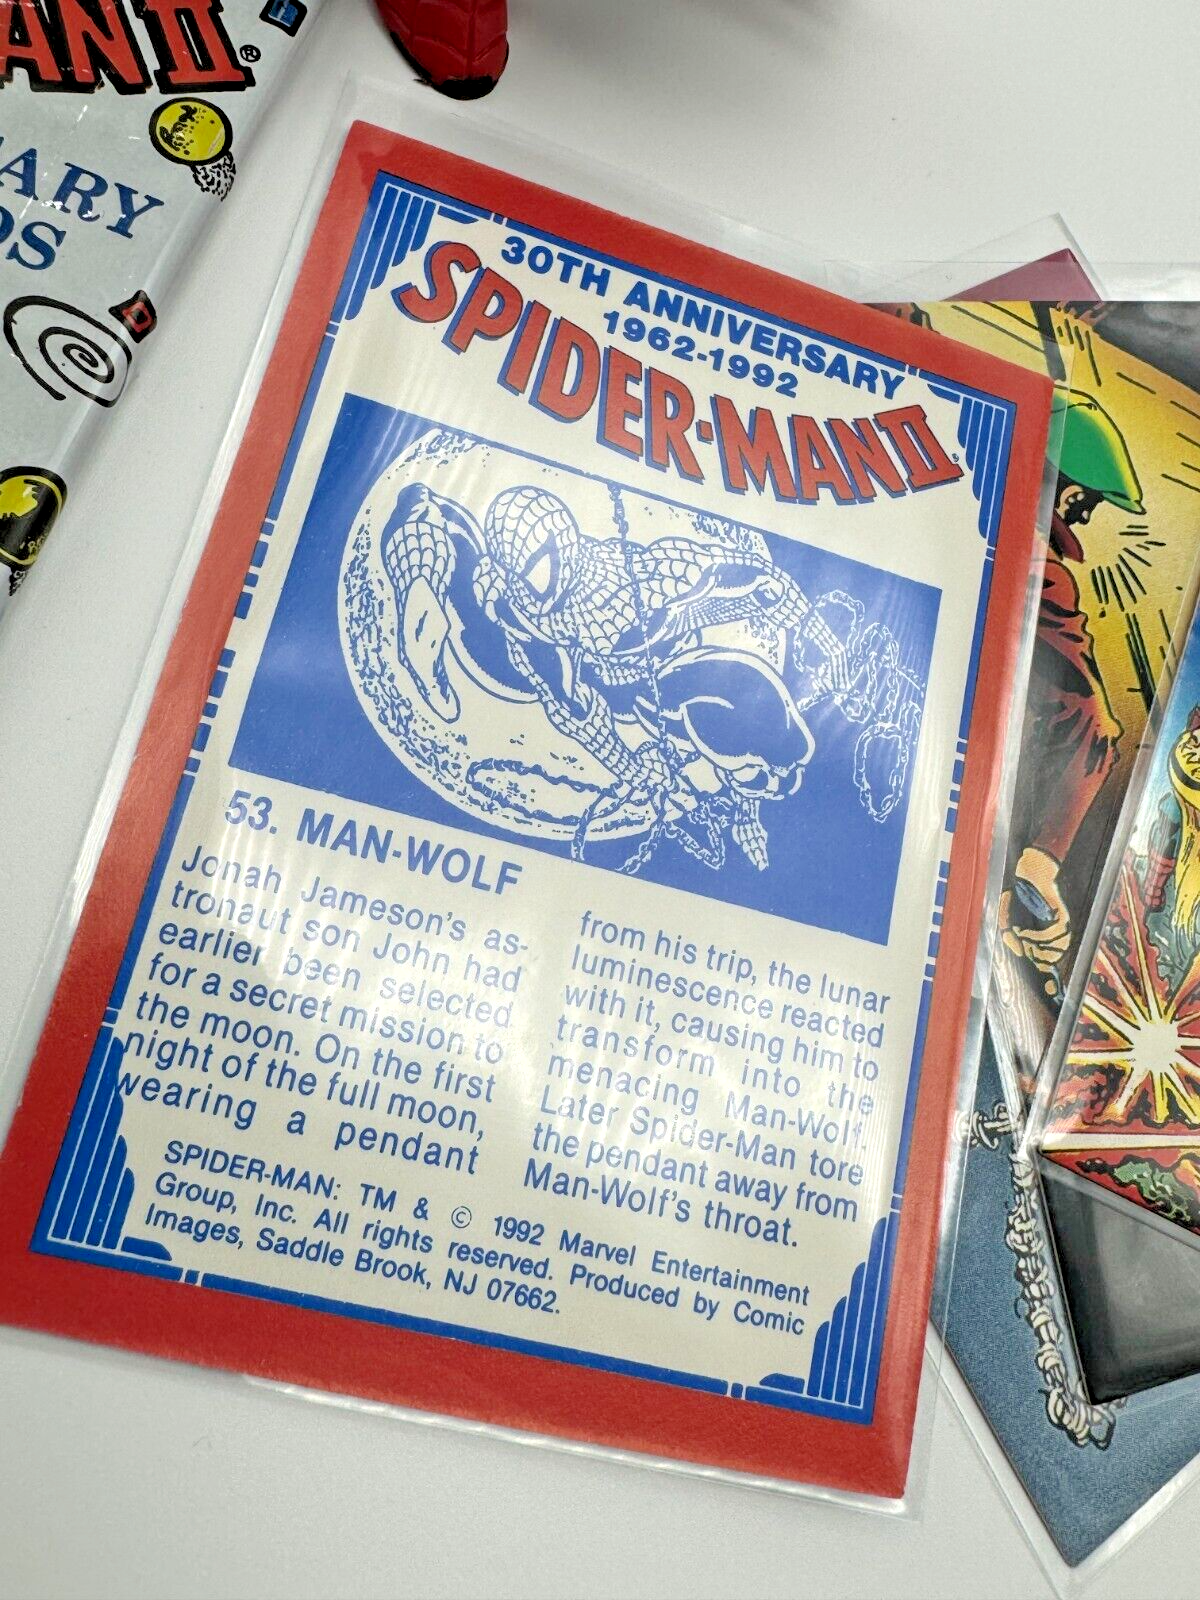 AN II®
ARY
DS
30TH ANNIVERSARY
1962-1992
SPIDER-MAN II®
53. MAN-WOLF
Jonah Jameson's as-
tronaut son John had
earlier been selected
for a secret mission to
the moon. On the first
night of the full moon,
wearing a pendant
from his trip, the lunar
luminescence reacted
with it, causing him to
transform into the
menacing Man-Wolf.
Later Spider-Man tore
the pendant away from
Man-Wolf's throat.
SPIDER-MAN: TM & © 1992 Marvel Entertainment
Group, Inc. All rights reserved. Produced by Comic
Images, Saddle Brook, NJ 07662.